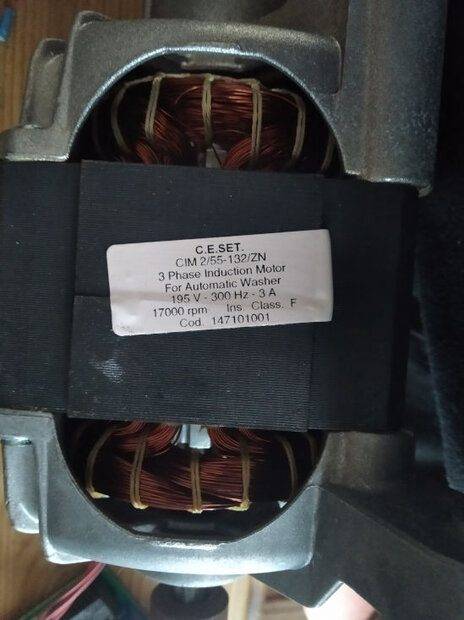 C.E.SET.
CIM 2/55-132/ZN
3 Phase Induction Motor
For Automatic Washer
195 V - 300 Hz - 3 A
17000 rpm Ins. Class. F
Cod. 147101001